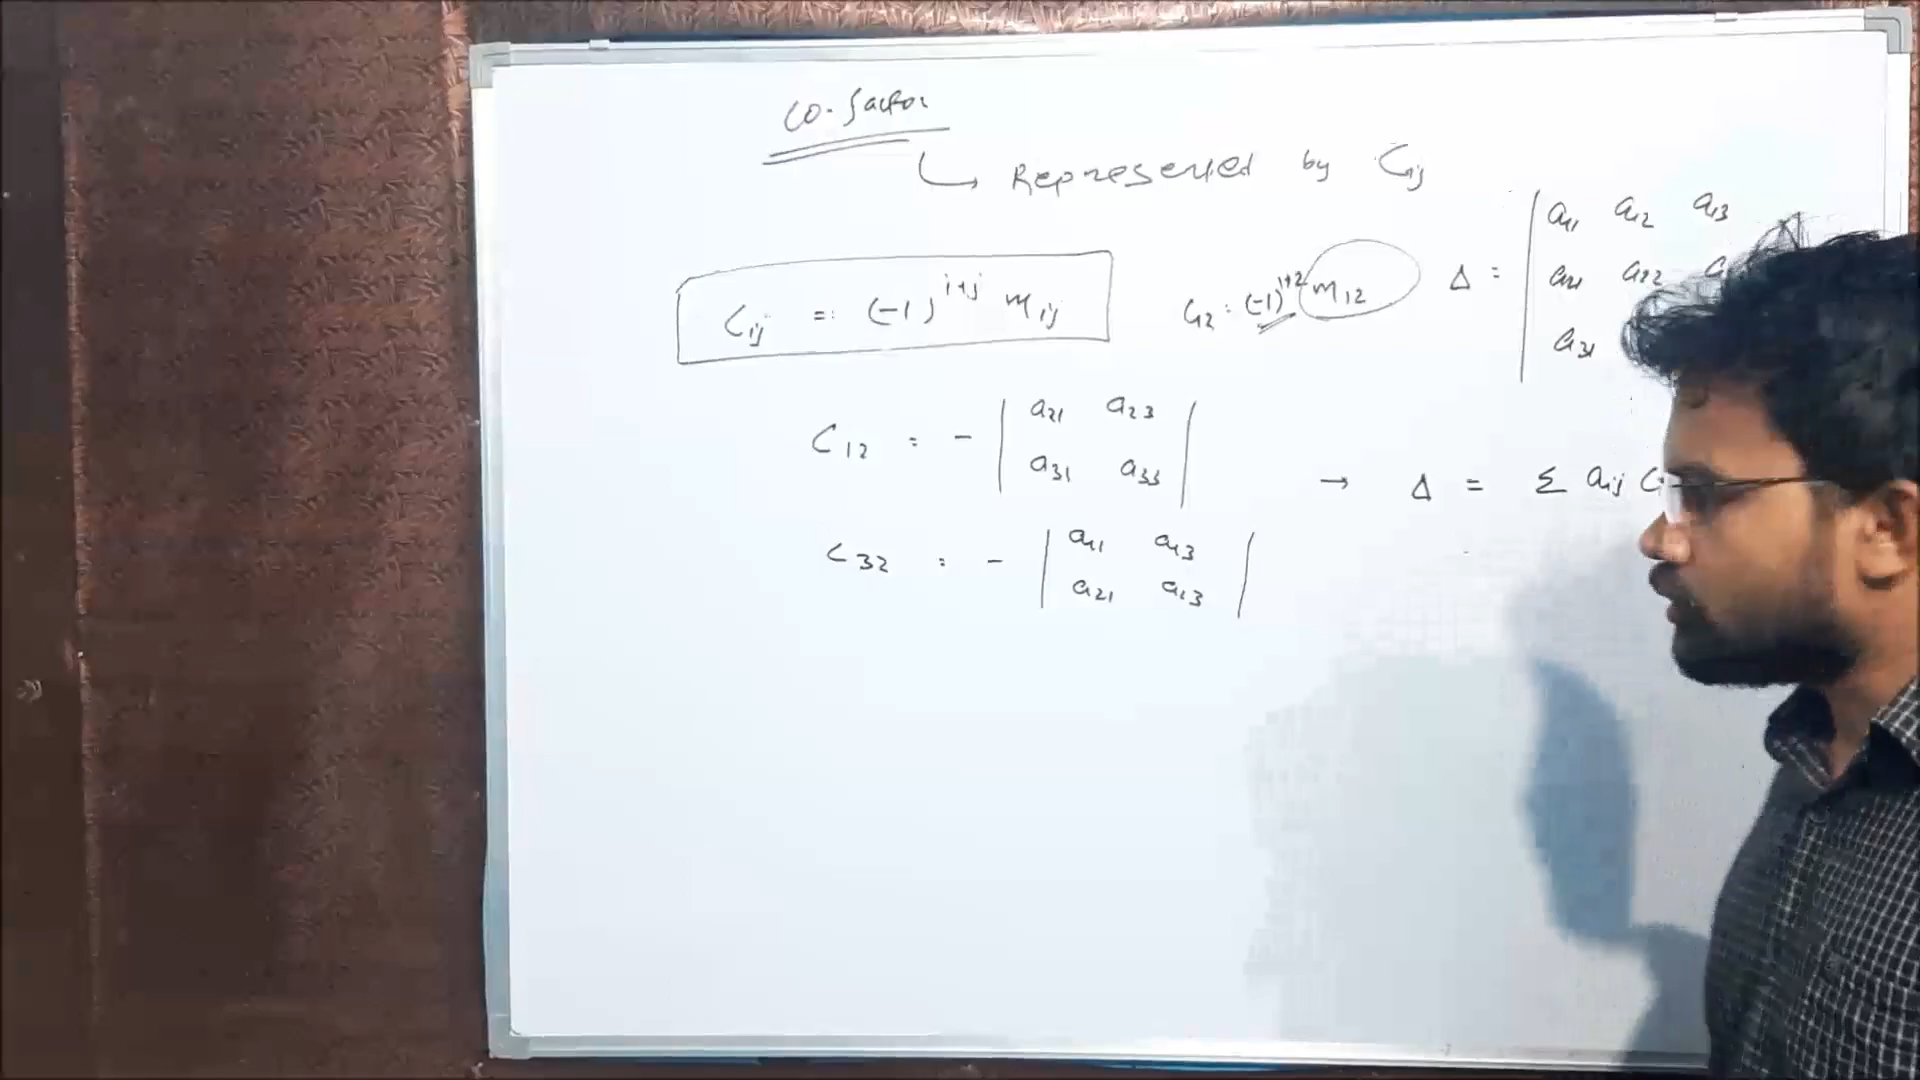 Co-factor
↳ Represented by Cij
Cij = (-1)^{i+j} mij
C12 = (-1)^{1+2} m12
Δ = | a11 a12 a13
a21 a22 a
a31
C12 = - | a21 a23 |
| a31 a33 |
→ Δ = Σ aij C
C32 = - | a11 a13 |
| a21 a23 |